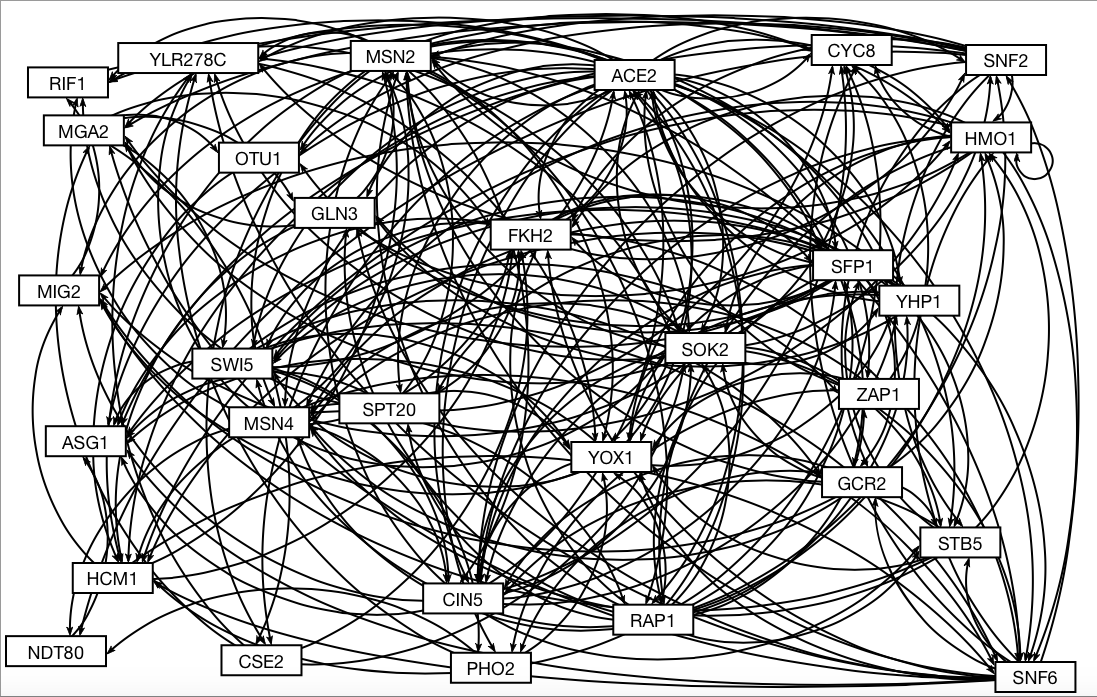 YLR278C
MSN2
CYC8
SNF2
RIF1
ACE2
MGA2
HMO1
OTU1
GLN3
FKH2
SFP1
MIG2
YHP1
SWI5
SOK2
ZAP1
MSN4
SPT20
ASG1
YOX1
GCR2
STB5
HCM1
CIN5
RAP1
NDT80
CSE2
PHO2
SNF6